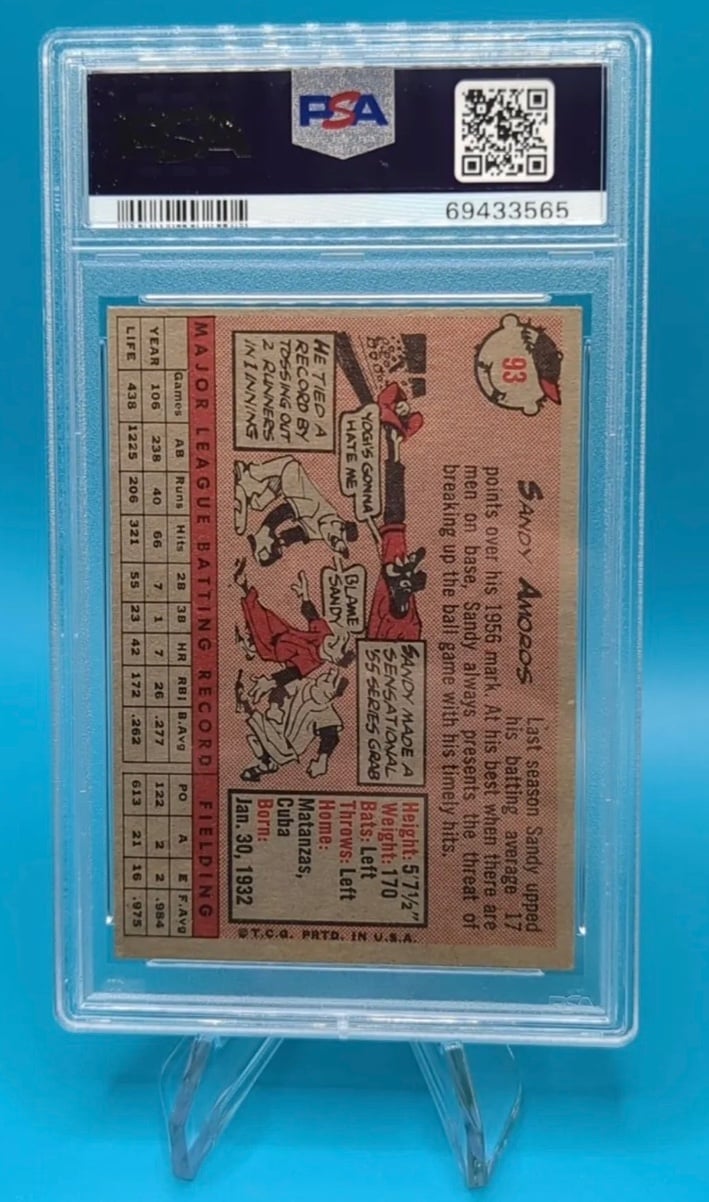 PSA
69433565
93
SANDY AMOROS
Last season Sandy upped
his batting average 17
points over his 1956 mark. At his best when there are
men on base, Sandy always presents the threat of
breaking up the ball game with his timely hits.
HE TIED A
RECORD BY
TOSSING OUT
2 RUNNERS
IN 1 INNING
YOGI'S GONNA
HATE ME
BLAME
SANDY
SANDY MADE A
SENSATIONAL
'55 SERIES GRAB
Height: 5'7½"
Weight: 170
Bats: Left
Throws: Left
Home:
Matanzas,
Cuba
Born:
Jan. 30, 1932
© T.C.G. PRTD. IN U.S.A.
MAJOR LEAGUE BATTING RECORD FIELDING
Games AB Runs Hits 2B 3B HR RBI B.Avg PO A E F.Avg
YEAR 106 238 40 66 7 1 7 26 .277 122 2 2 .984
LIFE 438 1225 206 321 55 23 42 172 .262 613 21 16 .975
PSA